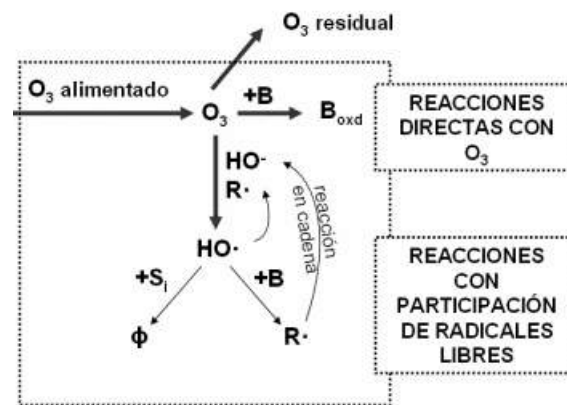 O₃ residual
O₃ alimentado
O₃
+B
B_oxd
REACCIONES
DIRECTAS CON
O₃
HO-
R·
reacción
en cadena
HO·
+Sᵢ
+B
ϕ
R·
REACCIONES
CON
PARTICIPACIÓN
DE RADICALES
LIBRES